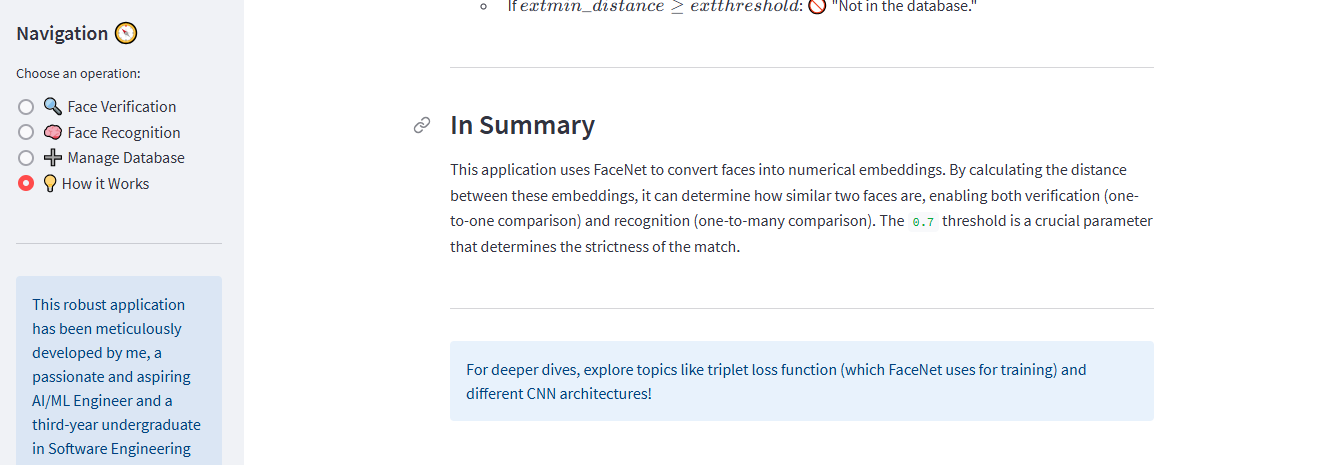 Navigation 🧭
Choose an operation:
🔍 Face Verification
🧠 Face Recognition
➕ Manage Database
💡 How it Works
This robust application
has been meticulously
developed by me, a
passionate and aspiring
AI/ML Engineer and a
third-year undergraduate
in Software Engineering
If extmin_distance ≥ extthreshold: 🚫 "Not in the database."
In Summary
This application uses FaceNet to convert faces into numerical embeddings. By calculating the distance
between these embeddings, it can determine how similar two faces are, enabling both verification (one-
to-one comparison) and recognition (one-to-many comparison). The 0.7 threshold is a crucial parameter
that determines the strictness of the match.
For deeper dives, explore topics like triplet loss function (which FaceNet uses for training) and
different CNN architectures!